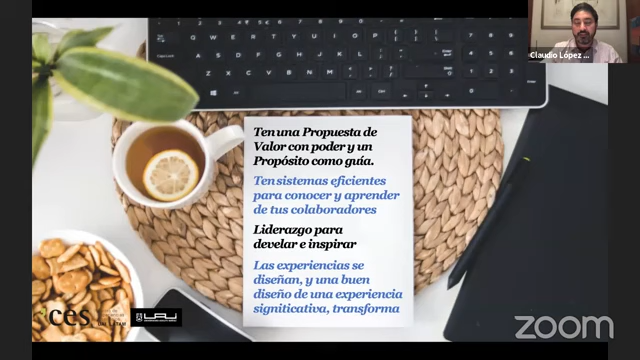 Claudio López ...
Q W E R T Y U I O P
A S D F G H J K L
Z X C V B N M
Ten una Propuesta de
Valor con poder y un
Propósito como guía.
Ten sistemas eficientes
para conocer y aprender
de tus colaboradores
Liderazgo para
develar e inspirar
Las experiencias se
diseñan, y una buen
diseño de una experiencia
signiticativa, transforma
ces
UAI
zoom